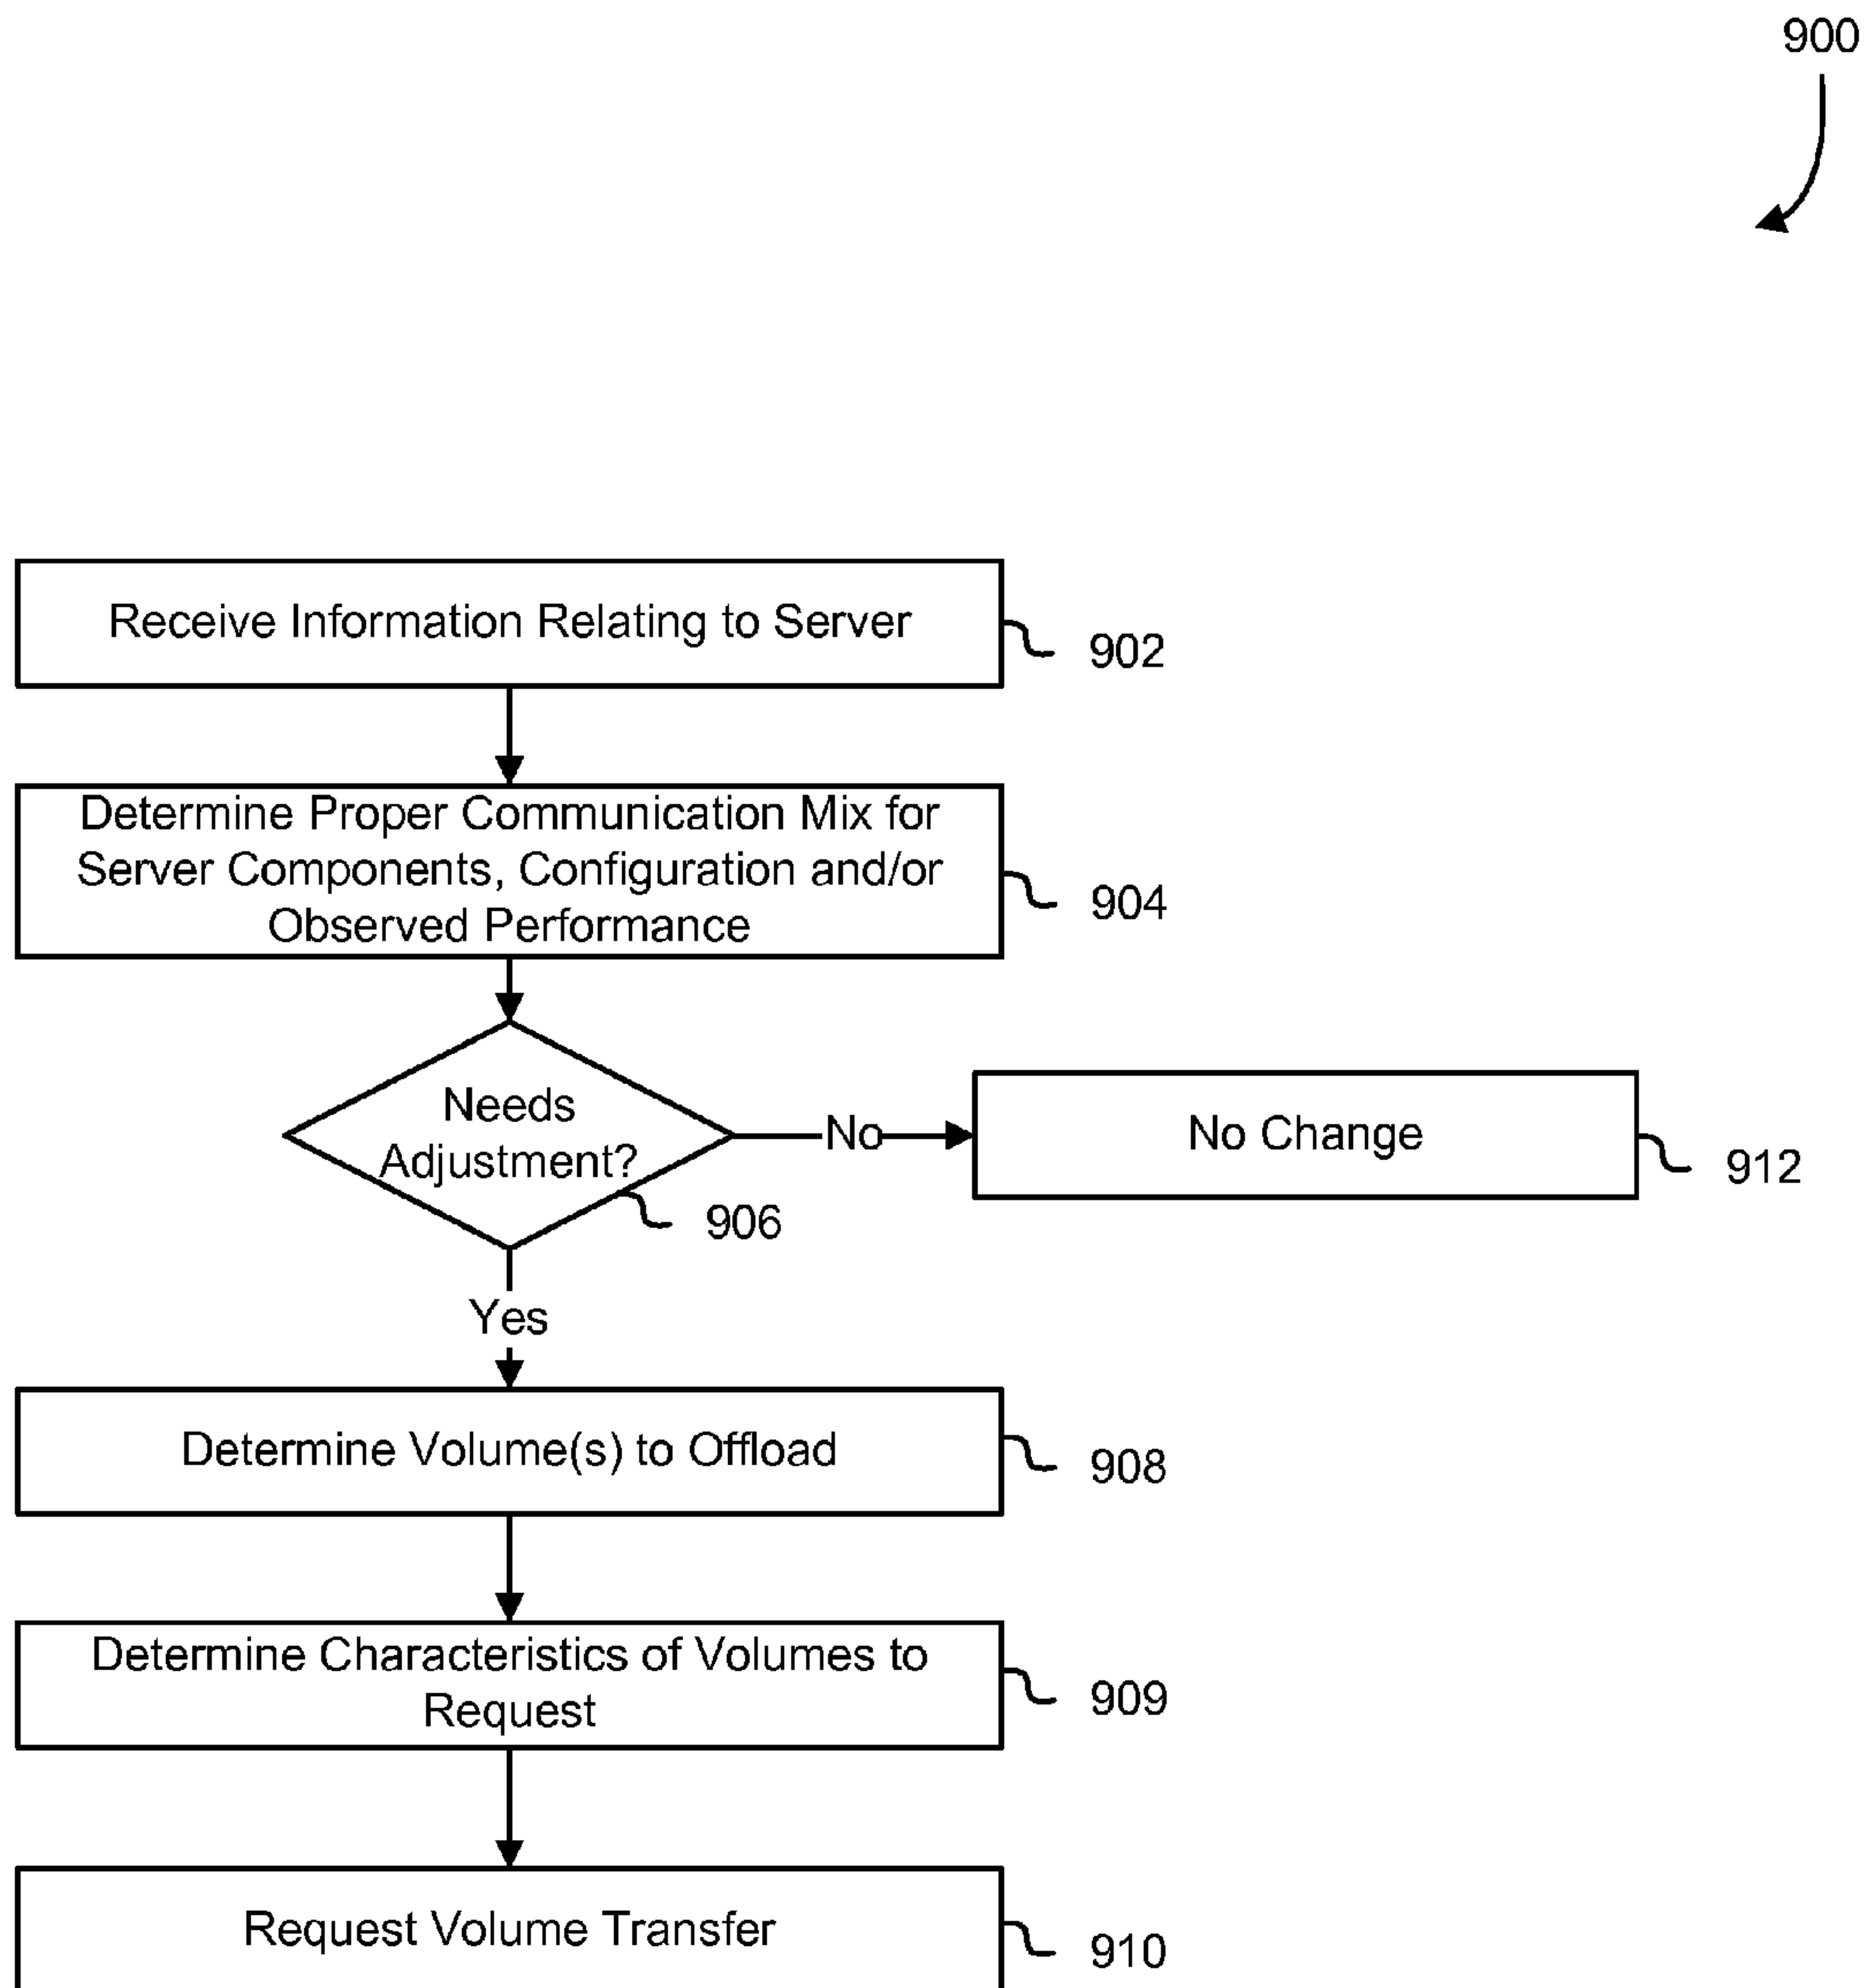 900
Receive Information Relating to Server
902
Determine Proper Communication Mix for
Server Components, Configuration and/or
Observed Performance
904
Needs
Adjustment?
906
No
No Change
912
Yes
Determine Volume(s) to Offload
908
Determine Characteristics of Volumes to
Request
909
Request Volume Transfer
910